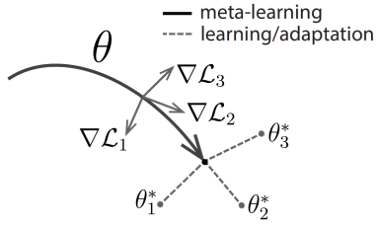 meta-learning
learning/adaptation
θ
∇ℒ₃
∇ℒ₂
∇ℒ₁
θ₃*
θ₁*
θ₂*